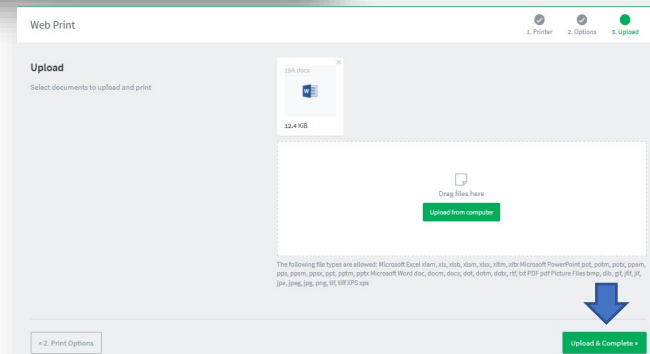 Web Print
1. Printer 2. Options 3. Upload
Upload
Select documents to upload and print
19A.docx
12.4 KiB
Drag files here
Upload from computer
The following file types are allowed: Microsoft Excel xlam, xls, xlsb, xlsm, xlsx, xltm, xltx Microsoft PowerPoint pot, potm, potx, ppam,
pps, ppsm, ppsx, ppt, pptm, pptx Microsoft Word doc, docm, docx, dot, dotm, dotx, rtf, txt PDF pdf Picture Files bmp, dib, gif, jfif, jif,
jpe, jpeg, jpg, png, tif, tiff XPS xps
« 2. Print Options
Upload & Complete »